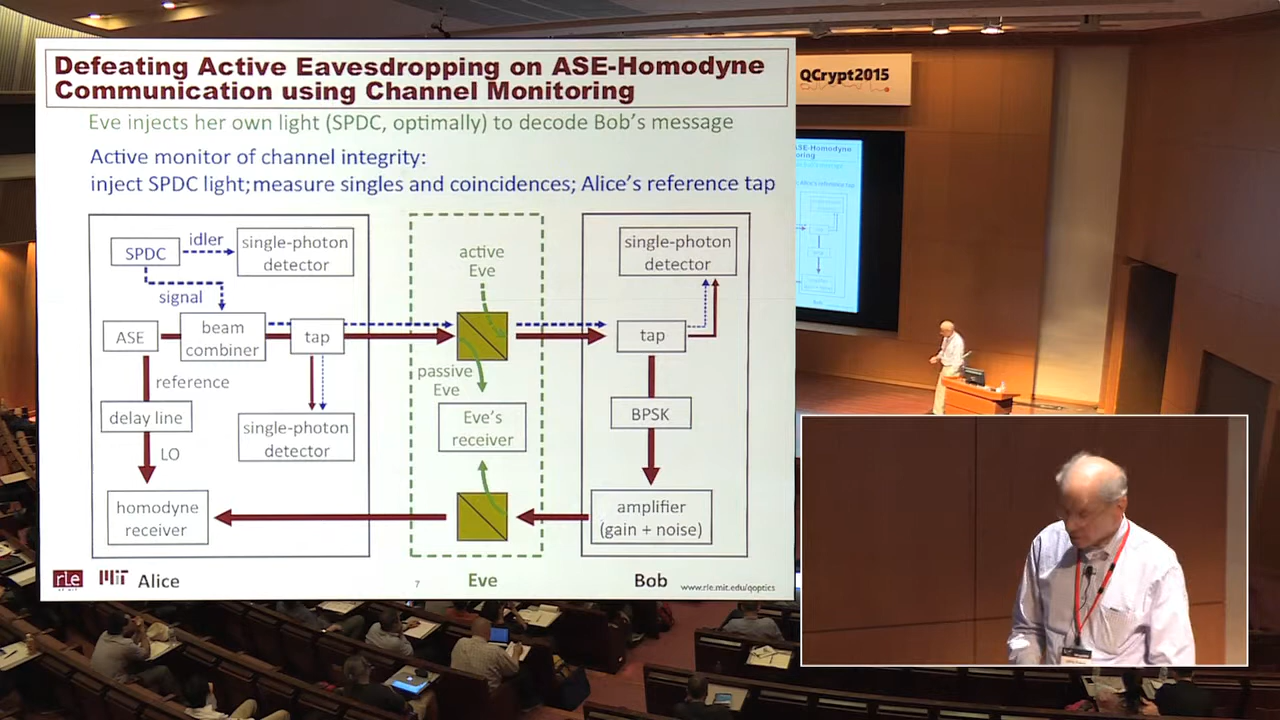 Defeating Active Eavesdropping on ASE-Homodyne
Communication using Channel Monitoring
Eve injects her own light (SPDC, optimally) to decode Bob's message
Active monitor of channel integrity:
inject SPDC light; measure singles and coincidences; Alice's reference tap
SPDC
idler
single-photon
detector
signal
ASE
beam
combiner
tap
reference
delay line
LO
single-photon
detector
homodyne
receiver
active
Eve
passive
Eve
Eve's
receiver
single-photon
detector
tap
BPSK
amplifier
(gain + noise)
rle
MIT
Alice
7
Eve
Bob
www.rle.mit.edu/qoptics
QCrypt2015